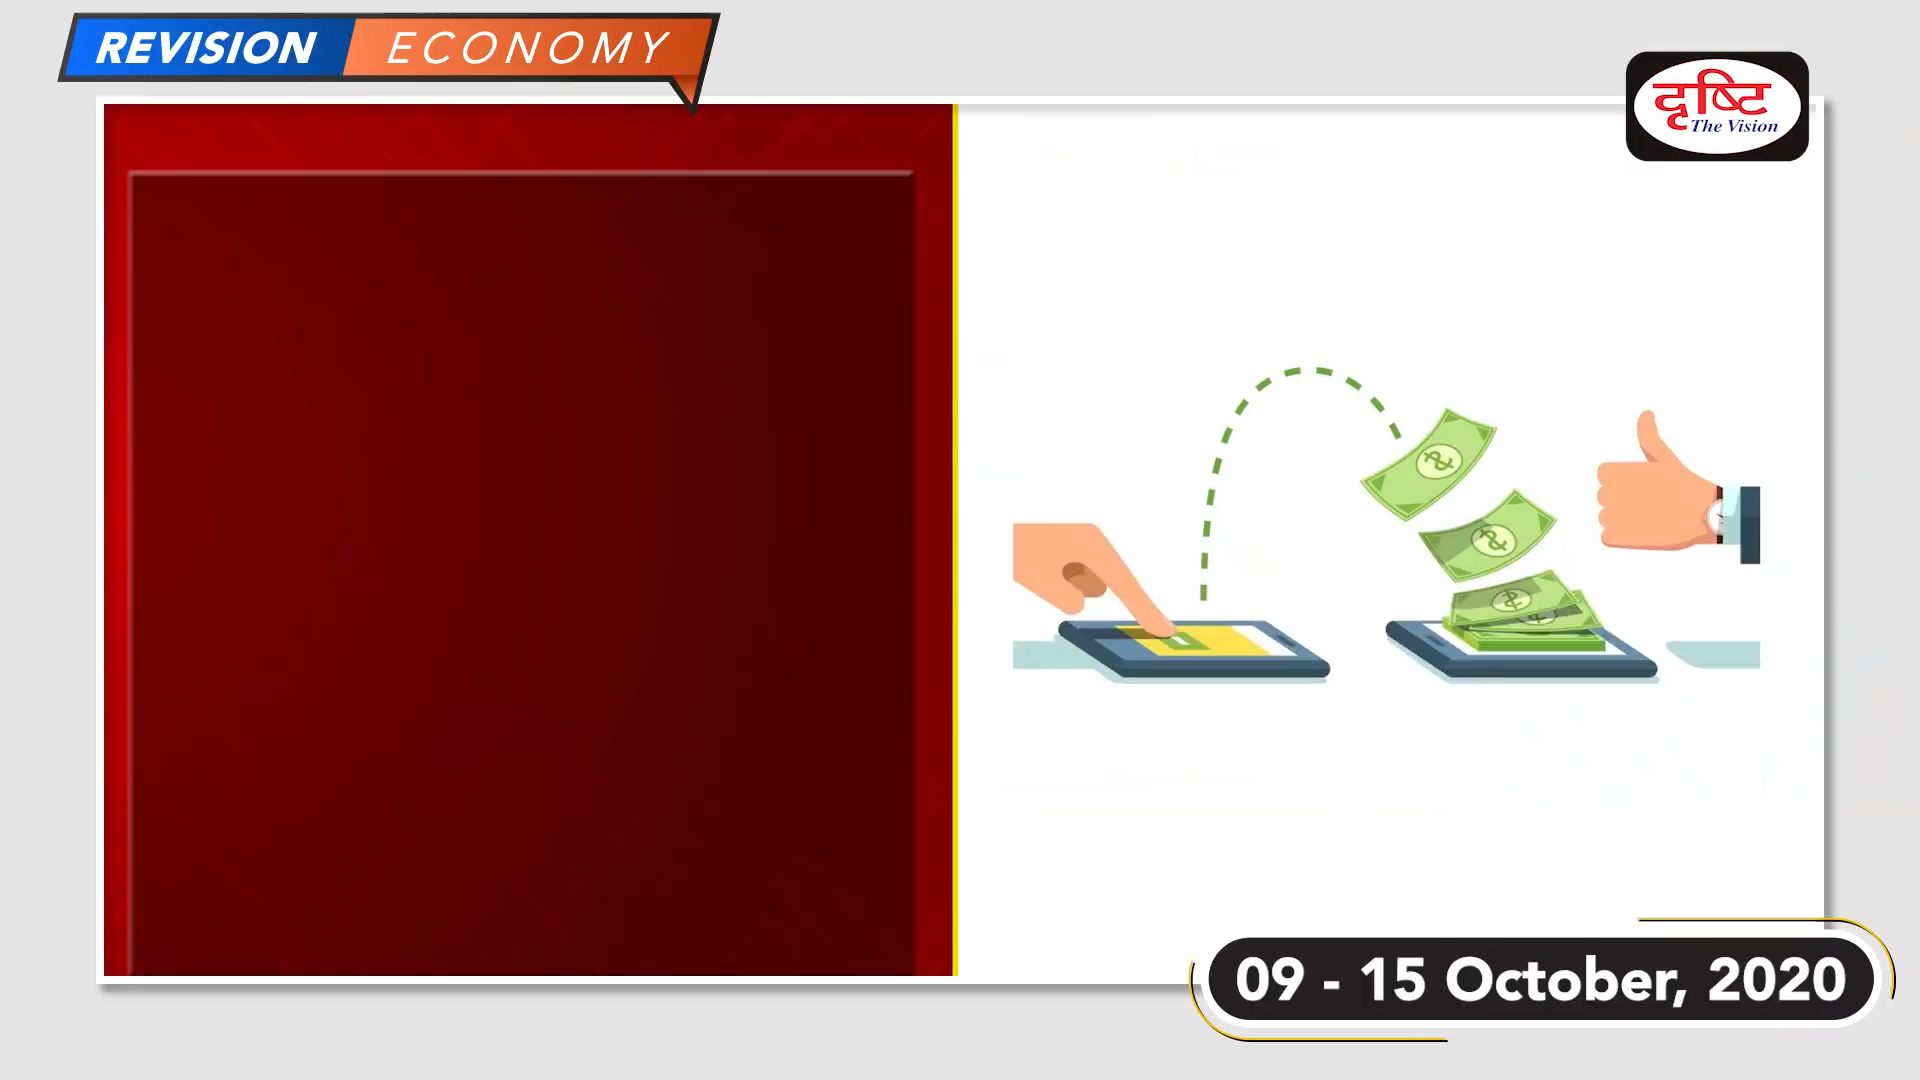 REVISION ECONOMY
दृष्टि
The Vision
09 - 15 October, 2020